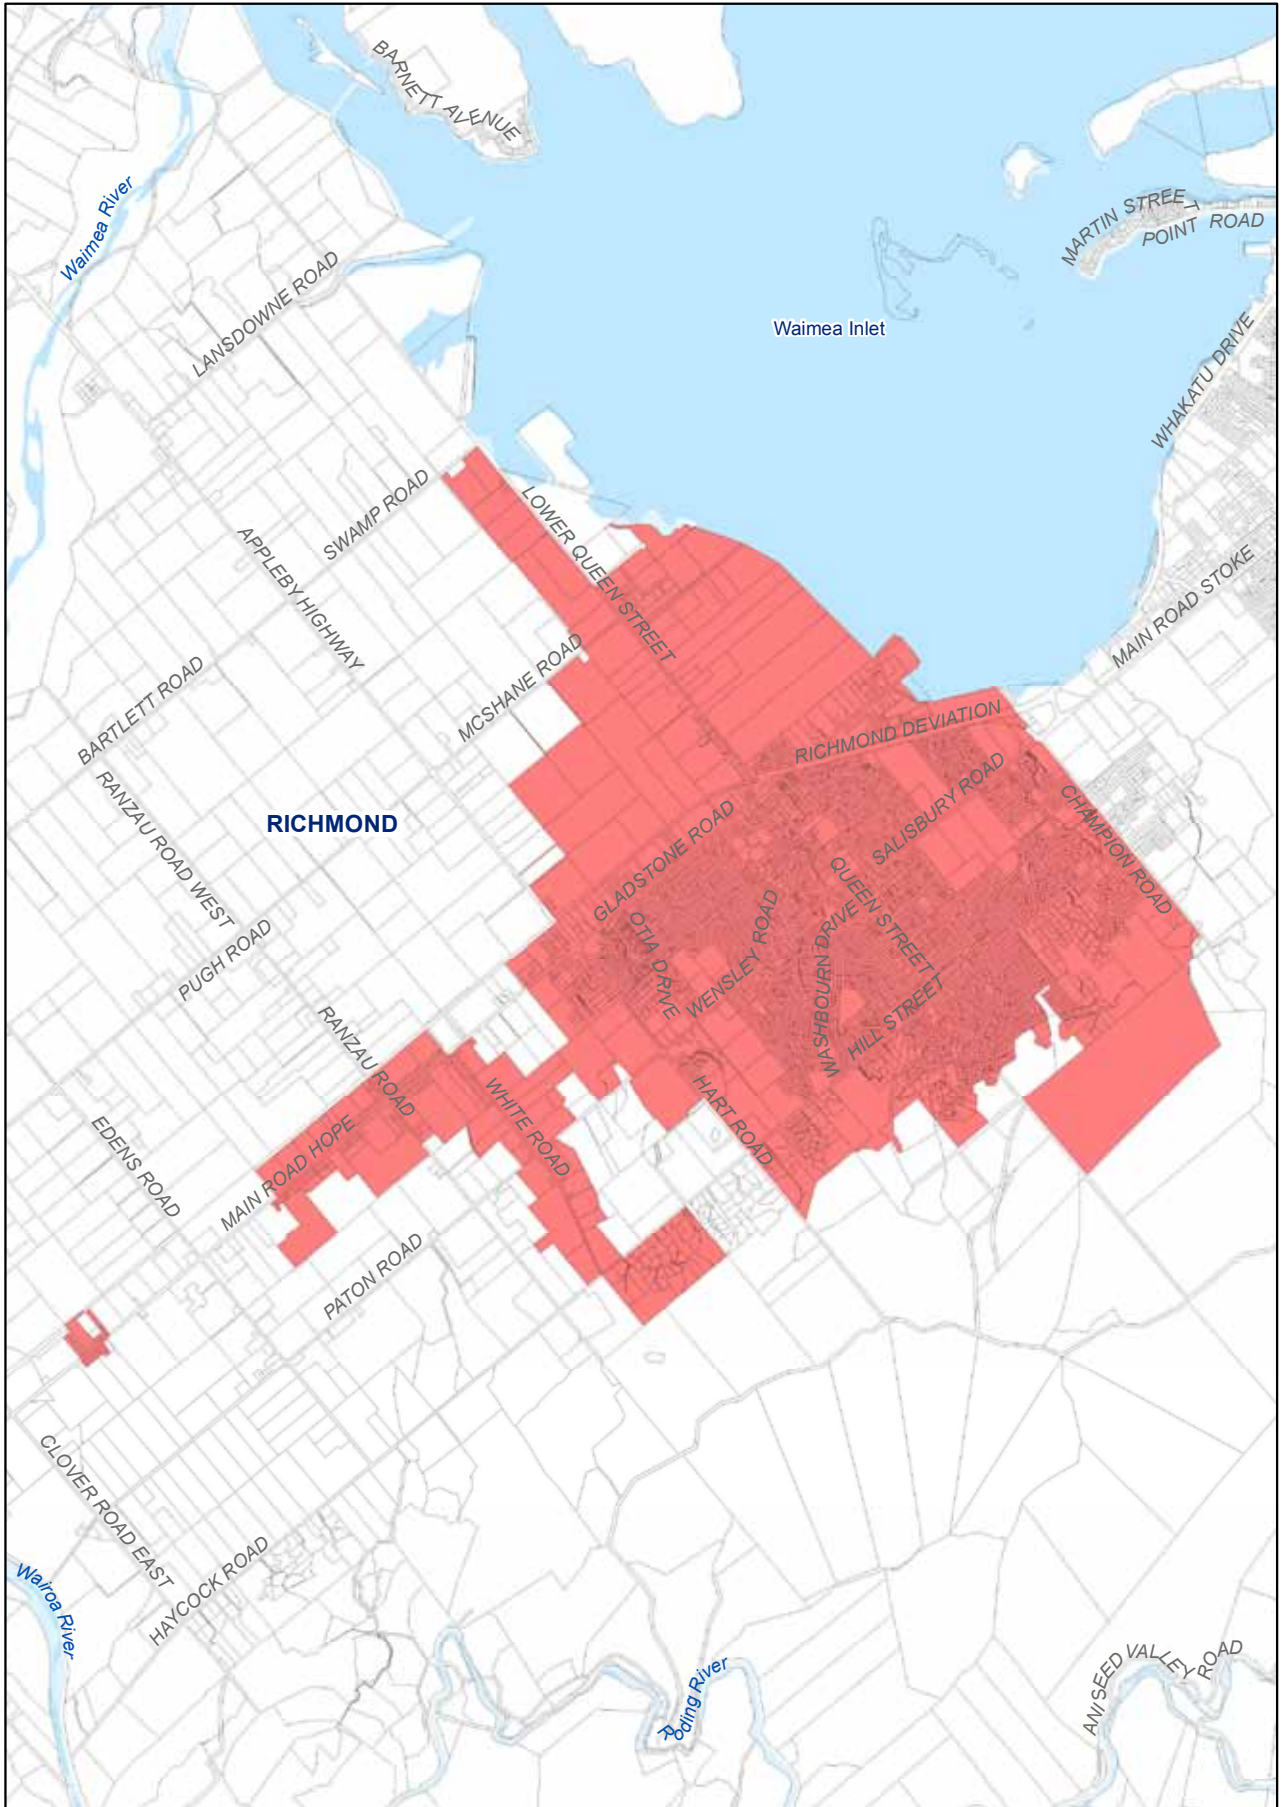 BARNETT AVENUE
Waimea River
MARTIN STREET
POINT ROAD
LANSDOWNE ROAD
Waimea Inlet
WHAKATU DRIVE
SWAMP ROAD
LOWER QUEEN STREET
APPLEBY HIGHWAY
MAIN ROAD STOKE
MCSHANE ROAD
BARTLETT ROAD
RICHMOND DEVIATION
RANZAU ROAD WEST
RICHMOND
SALISBURY ROAD
CHAMPION ROAD
GLADSTONE ROAD
QUEEN STREET
OTIA DRIVE
WENSLEY ROAD
WASHBOURN DRIVE
PUGH ROAD
HILL STREET
RANZAU ROAD
WHITE ROAD
HART ROAD
EDENS ROAD
MAIN ROAD HOPE
PATON ROAD
CLOVER ROAD EAST
HAYCOCK ROAD
Wairoa River
Roding River
ANISEED VALLEY ROAD